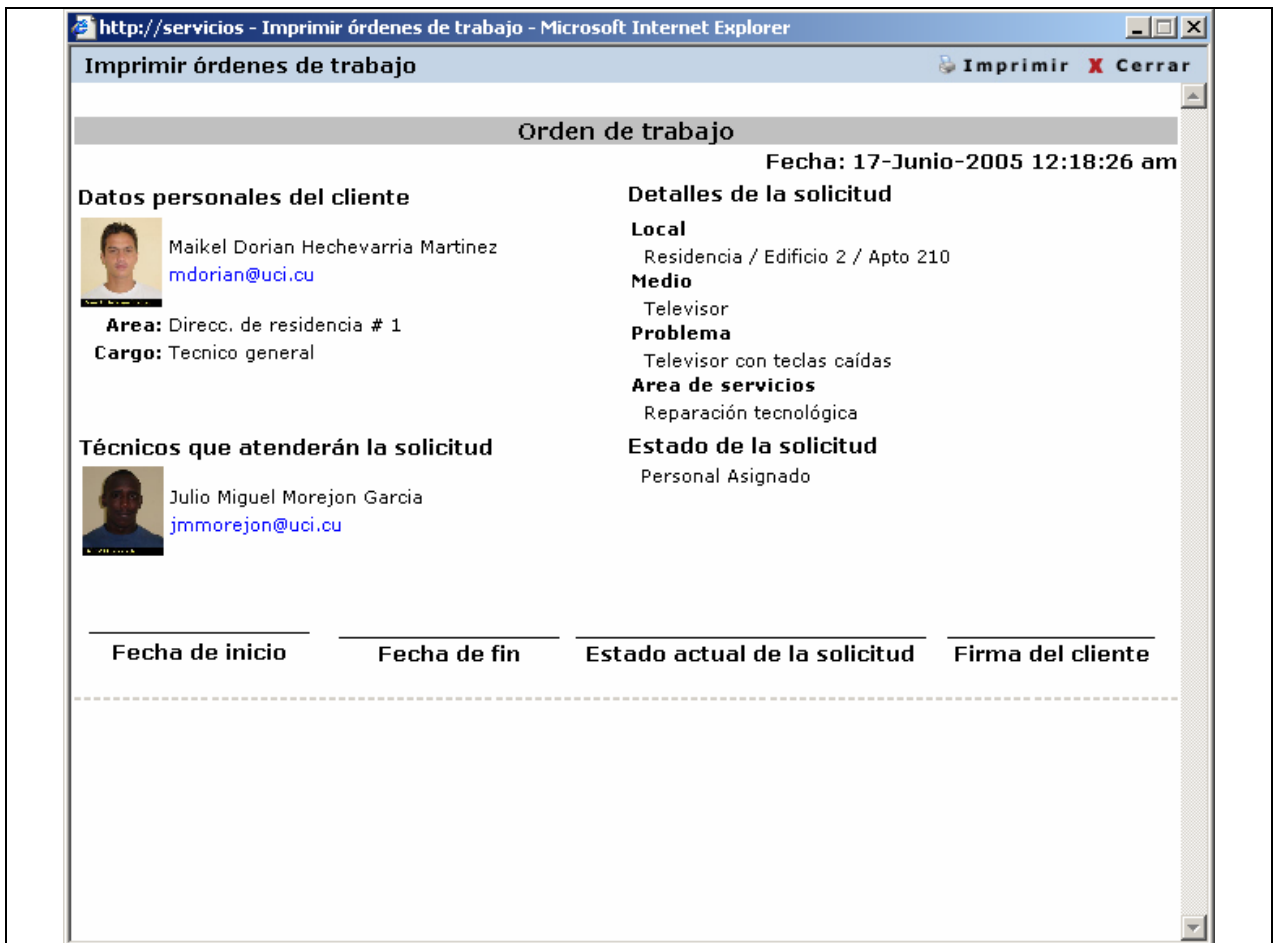 http://servicios - Imprimir órdenes de trabajo - Microsoft Internet Explorer
Imprimir órdenes de trabajo
Imprimir X Cerrar
Orden de trabajo
Fecha: 17-Junio-2005 12:18:26 am
Datos personales del cliente
Maikel Dorian Hechevarria Martinez
mdorian@uci.cu
Area: Direcc. de residencia # 1
Cargo: Tecnico general
Detalles de la solicitud
Local
Residencia / Edificio 2 / Apto 210
Medio
Televisor
Problema
Televisor con teclas caídas
Area de servicios
Reparación tecnológica
Técnicos que atenderán la solicitud
Julio Miguel Morejon Garcia
jmmorejon@uci.cu
Estado de la solicitud
Personal Asignado
Fecha de inicio
Fecha de fin
Estado actual de la solicitud
Firma del cliente